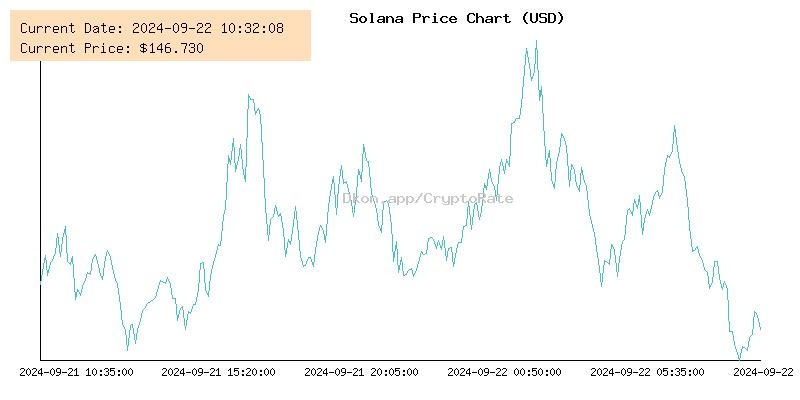 Solana Price Chart (USD)
Current Date: 2024-09-22 10:32:08
Current Price: $146.730
Dkon.app/CryptoRate
2024-09-21 10:35:00 2024-09-21 15:20:00 2024-09-21 20:05:00 2024-09-22 00:50:00 2024-09-22 05:35:00 2024-09-22